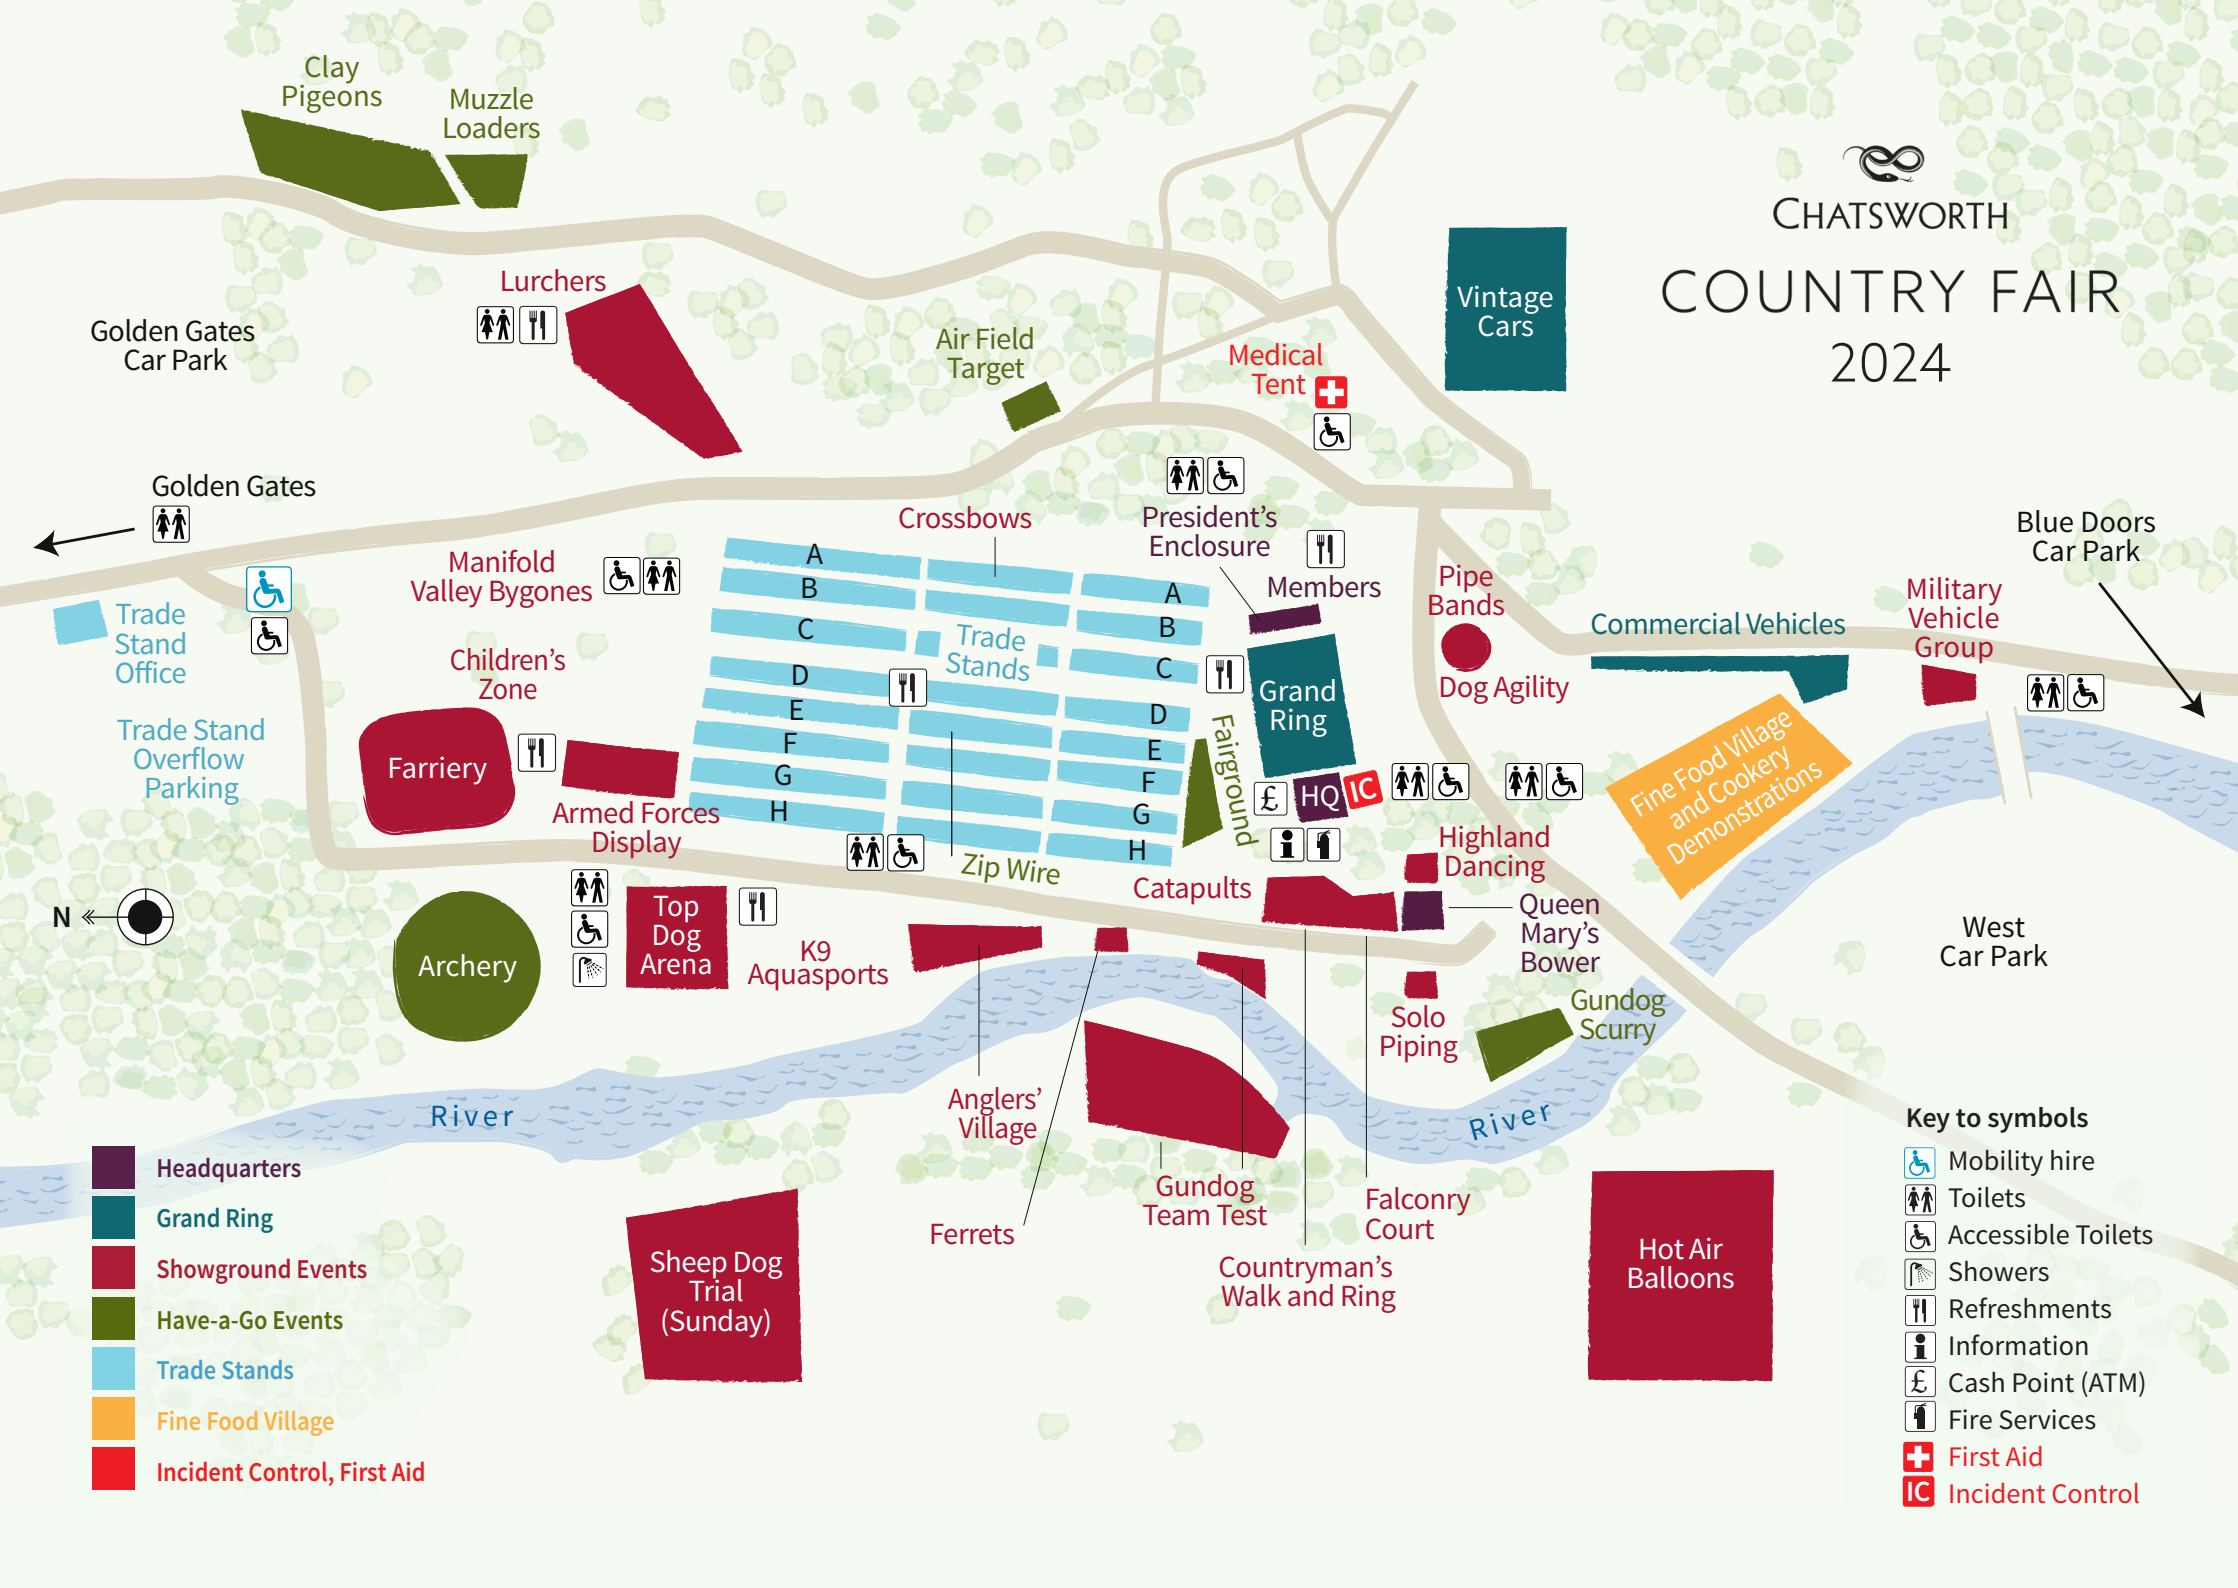 Clay
Pigeons
Muzzle
Loaders
CHATSWORTH
COUNTRY FAIR
2024
Lurchers
Golden Gates
Car Park
Vintage
Cars
Air Field
Target
Medical
Tent
Golden Gates
Crossbows
President's
Enclosure
Members
Blue Doors
Car Park
Manifold
Valley Bygones
Pipe
Bands
Dog Agility
Commercial Vehicles
Military
Vehicle
Group
Trade
Stand
Office
Trade Stand
Overflow
Parking
Children's
Zone
Farriery
Armed Forces
Display
A
B
C
D
E
F
G
H
Trade
Stands
A
B
C
D
E
F
G
H
Grand
Ring
Fairground
£
HQ
IC
Fine Food Village
and Cookery
Demonstrations
Zip Wire
Highland
Dancing
Catapults
Queen
Mary's
Bower
West
Car Park
N
Archery
Top
Dog
Arena
K9
Aquasports
Solo
Piping
Gundog
Scurry
Anglers'
Village
River
River
Ferrets
Gundog
Team Test
Falconry
Court
Countryman's
Walk and Ring
Sheep Dog
Trial
(Sunday)
Hot Air
Balloons
Headquarters
Grand Ring
Showground Events
Have-a-Go Events
Trade Stands
Fine Food Village
Incident Control, First Aid
Key to symbols
Mobility hire
Toilets
Accessible Toilets
Showers
Refreshments
Information
£ Cash Point (ATM)
Fire Services
First Aid
IC Incident Control